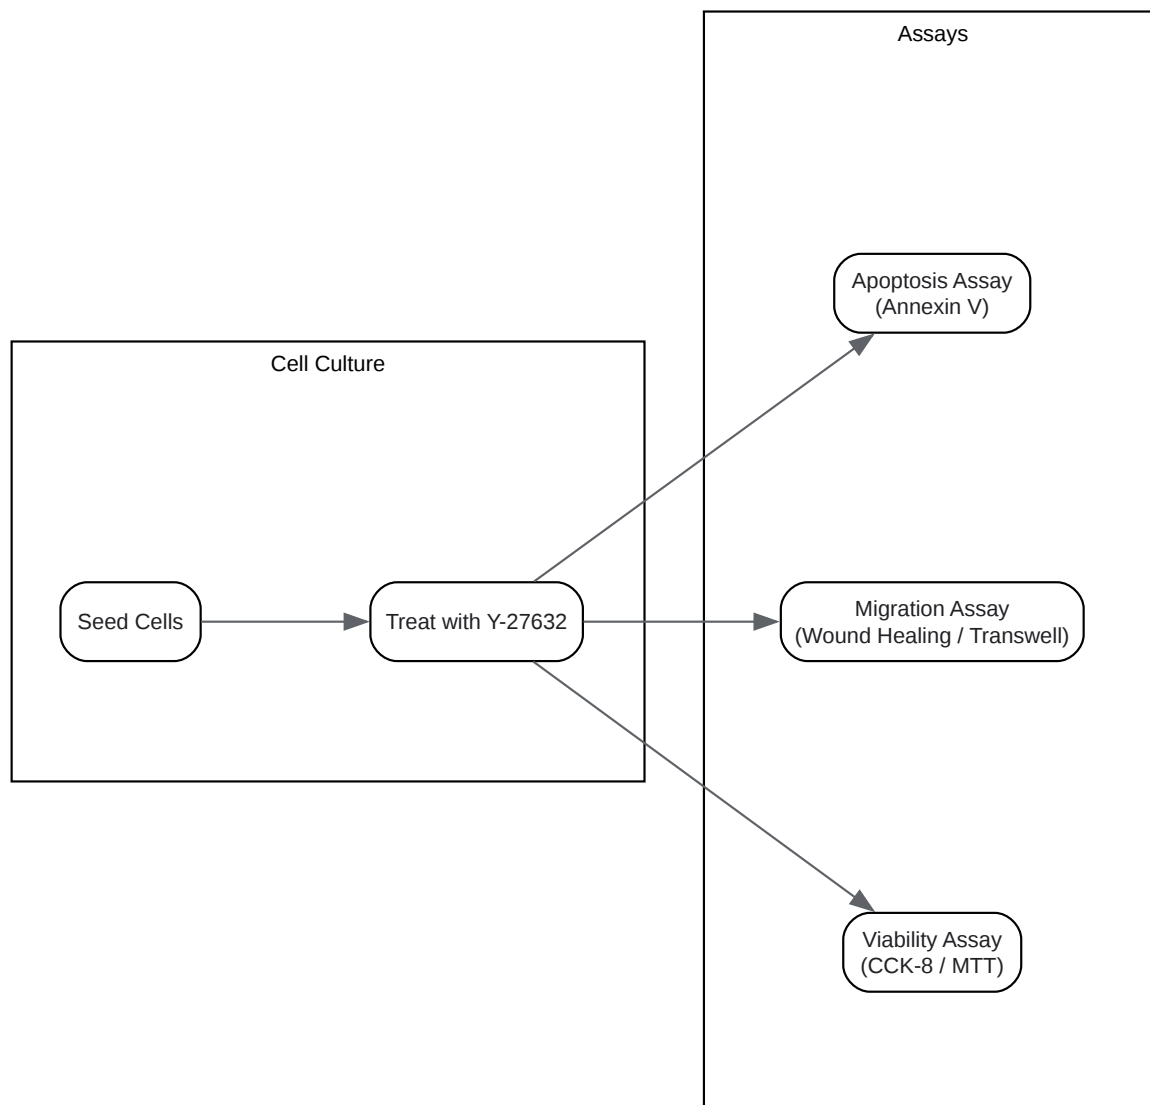 Assays
Apoptosis Assay
(Annexin V)
Cell Culture
Seed Cells
Treat with Y-27632
Migration Assay
(Wound Healing / Transwell)
Viability Assay
(CCK-8 / MTT)